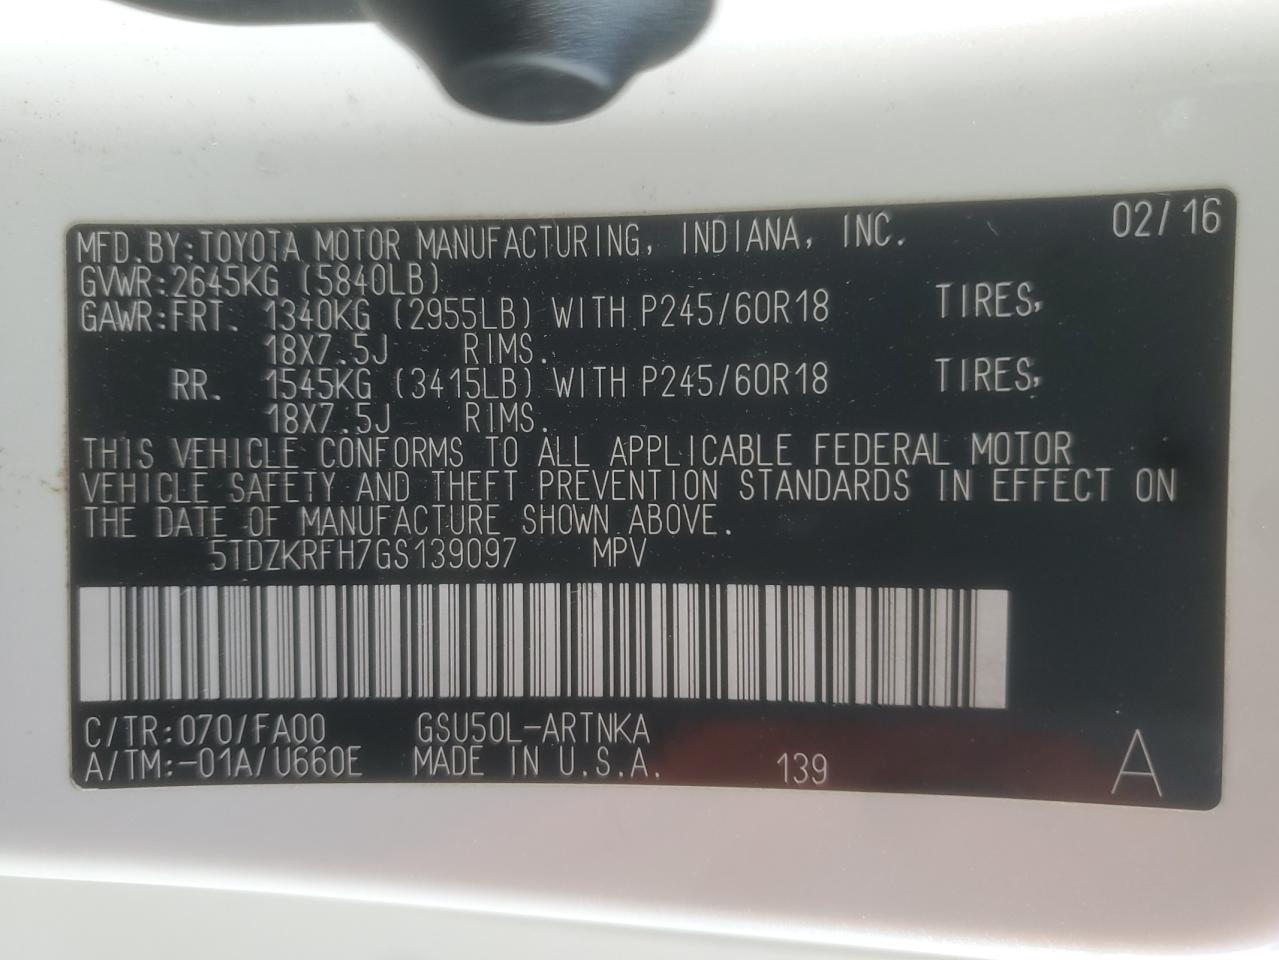 MFD.BY:TOYOTA MOTOR MANUFACTURING, INDIANA, INC. 02/16
GVWR:2645KG (5840LB)
GAWR:FRT. 1340KG (2955LB) WITH P245/60R18 TIRES,
18X7.5J RIMS.
RR. 1545KG (3415LB) WITH P245/60R18 TIRES,
18X7.5J RIMS.
THIS VEHICLE CONFORMS TO ALL APPLICABLE FEDERAL MOTOR
VEHICLE SAFETY AND THEFT PREVENTION STANDARDS IN EFFECT ON
THE DATE OF MANUFACTURE SHOWN ABOVE.
5TDZKRFH7GS139097 MPV
C/TR:070/FA00 GSU50L-ARTNKA
A/TM:-01A/U660E MADE IN U.S.A. 139 A